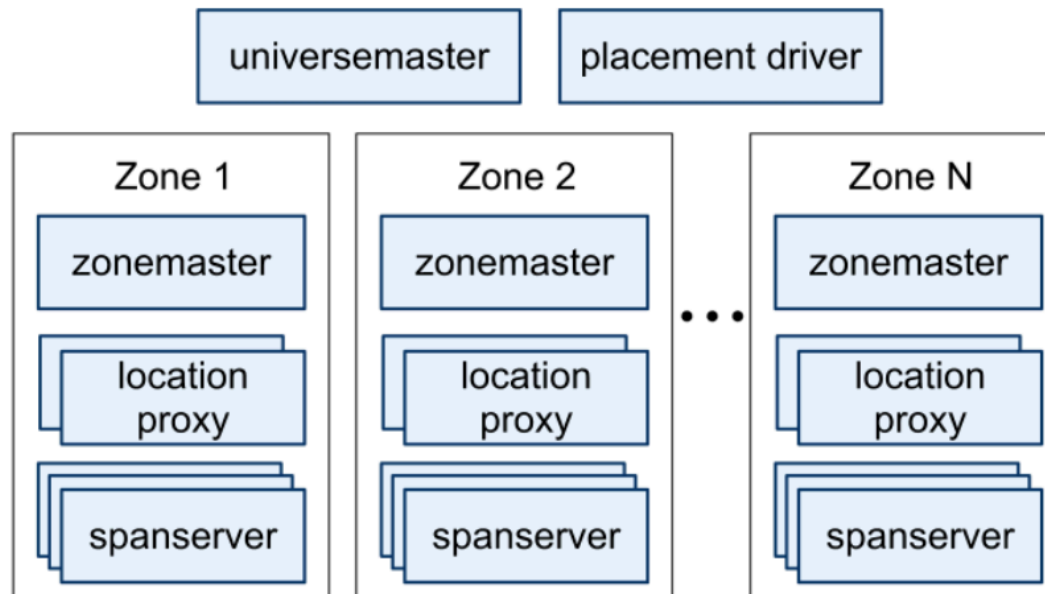 universemaster
placement driver
Zone 1
zonemaster
location
proxy
spanserver
Zone 2
zonemaster
location
proxy
spanserver
...
Zone N
zonemaster
location
proxy
spanserver